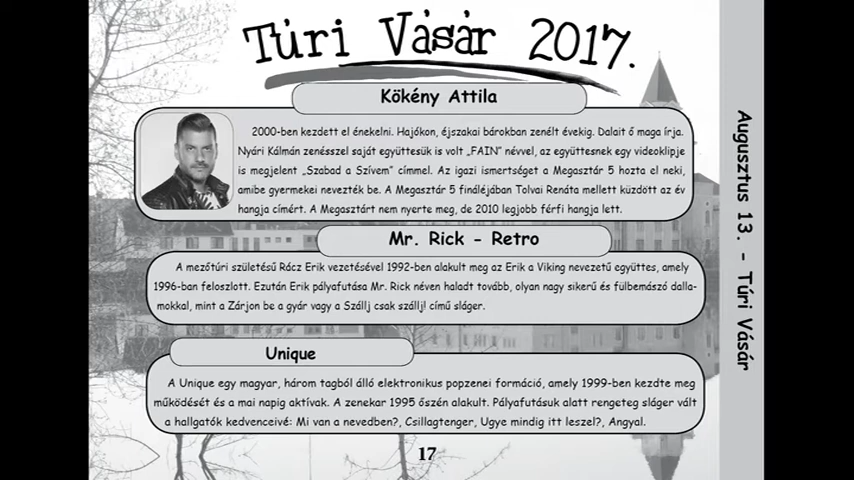 Túri Vásár 2017.
Kökény Attila
2000-ben kezdett el énekelni. Hajókon, éjszakai bárokban zenélt évekig. Dalait ő maga írja.
Nyári Kálmán zenésszel saját együttesük is volt „FAIN” névvel, az együttesnek egy videoklipje
is megjelent „Szabad a Szívem” címmel. Az igazi ismertséget a Megasztár 5 hozta el neki,
amibe gyermekei nevezték be. A Megasztár 5 fináléjában Tolvai Renáta mellett küzdött az év
hangja címért. A Megasztárt nem nyerte meg, de 2010 legjobb férfi hangja lett.
Mr. Rick - Retro
A mezőtúri születésű Rácz Erik vezetésével 1992-ben alakult meg az Erik a Viking nevezetű együttes, amely
1996-ban feloszlott. Ezután Erik pályafutása Mr. Rick néven haladt tovább, olyan nagy sikerű és fülbemászó dalla-
mokkal, mint a Zárjon be a gyár vagy a Szállj csak szállj! című sláger.
Unique
A Unique egy magyar, három tagból álló elektronikus popzenei formáció, amely 1999-ben kezdte meg
működését és a mai napig aktívak. A zenekar 1995 őszén alakult. Pályafutásuk alatt rengeteg sláger vált
a hallgatók kedvenceivé: Mi van a nevedben?, Csillagtenger, Ugye mindig itt leszel?, Angyal.
17
Augusztus 13. - Túri Vásár